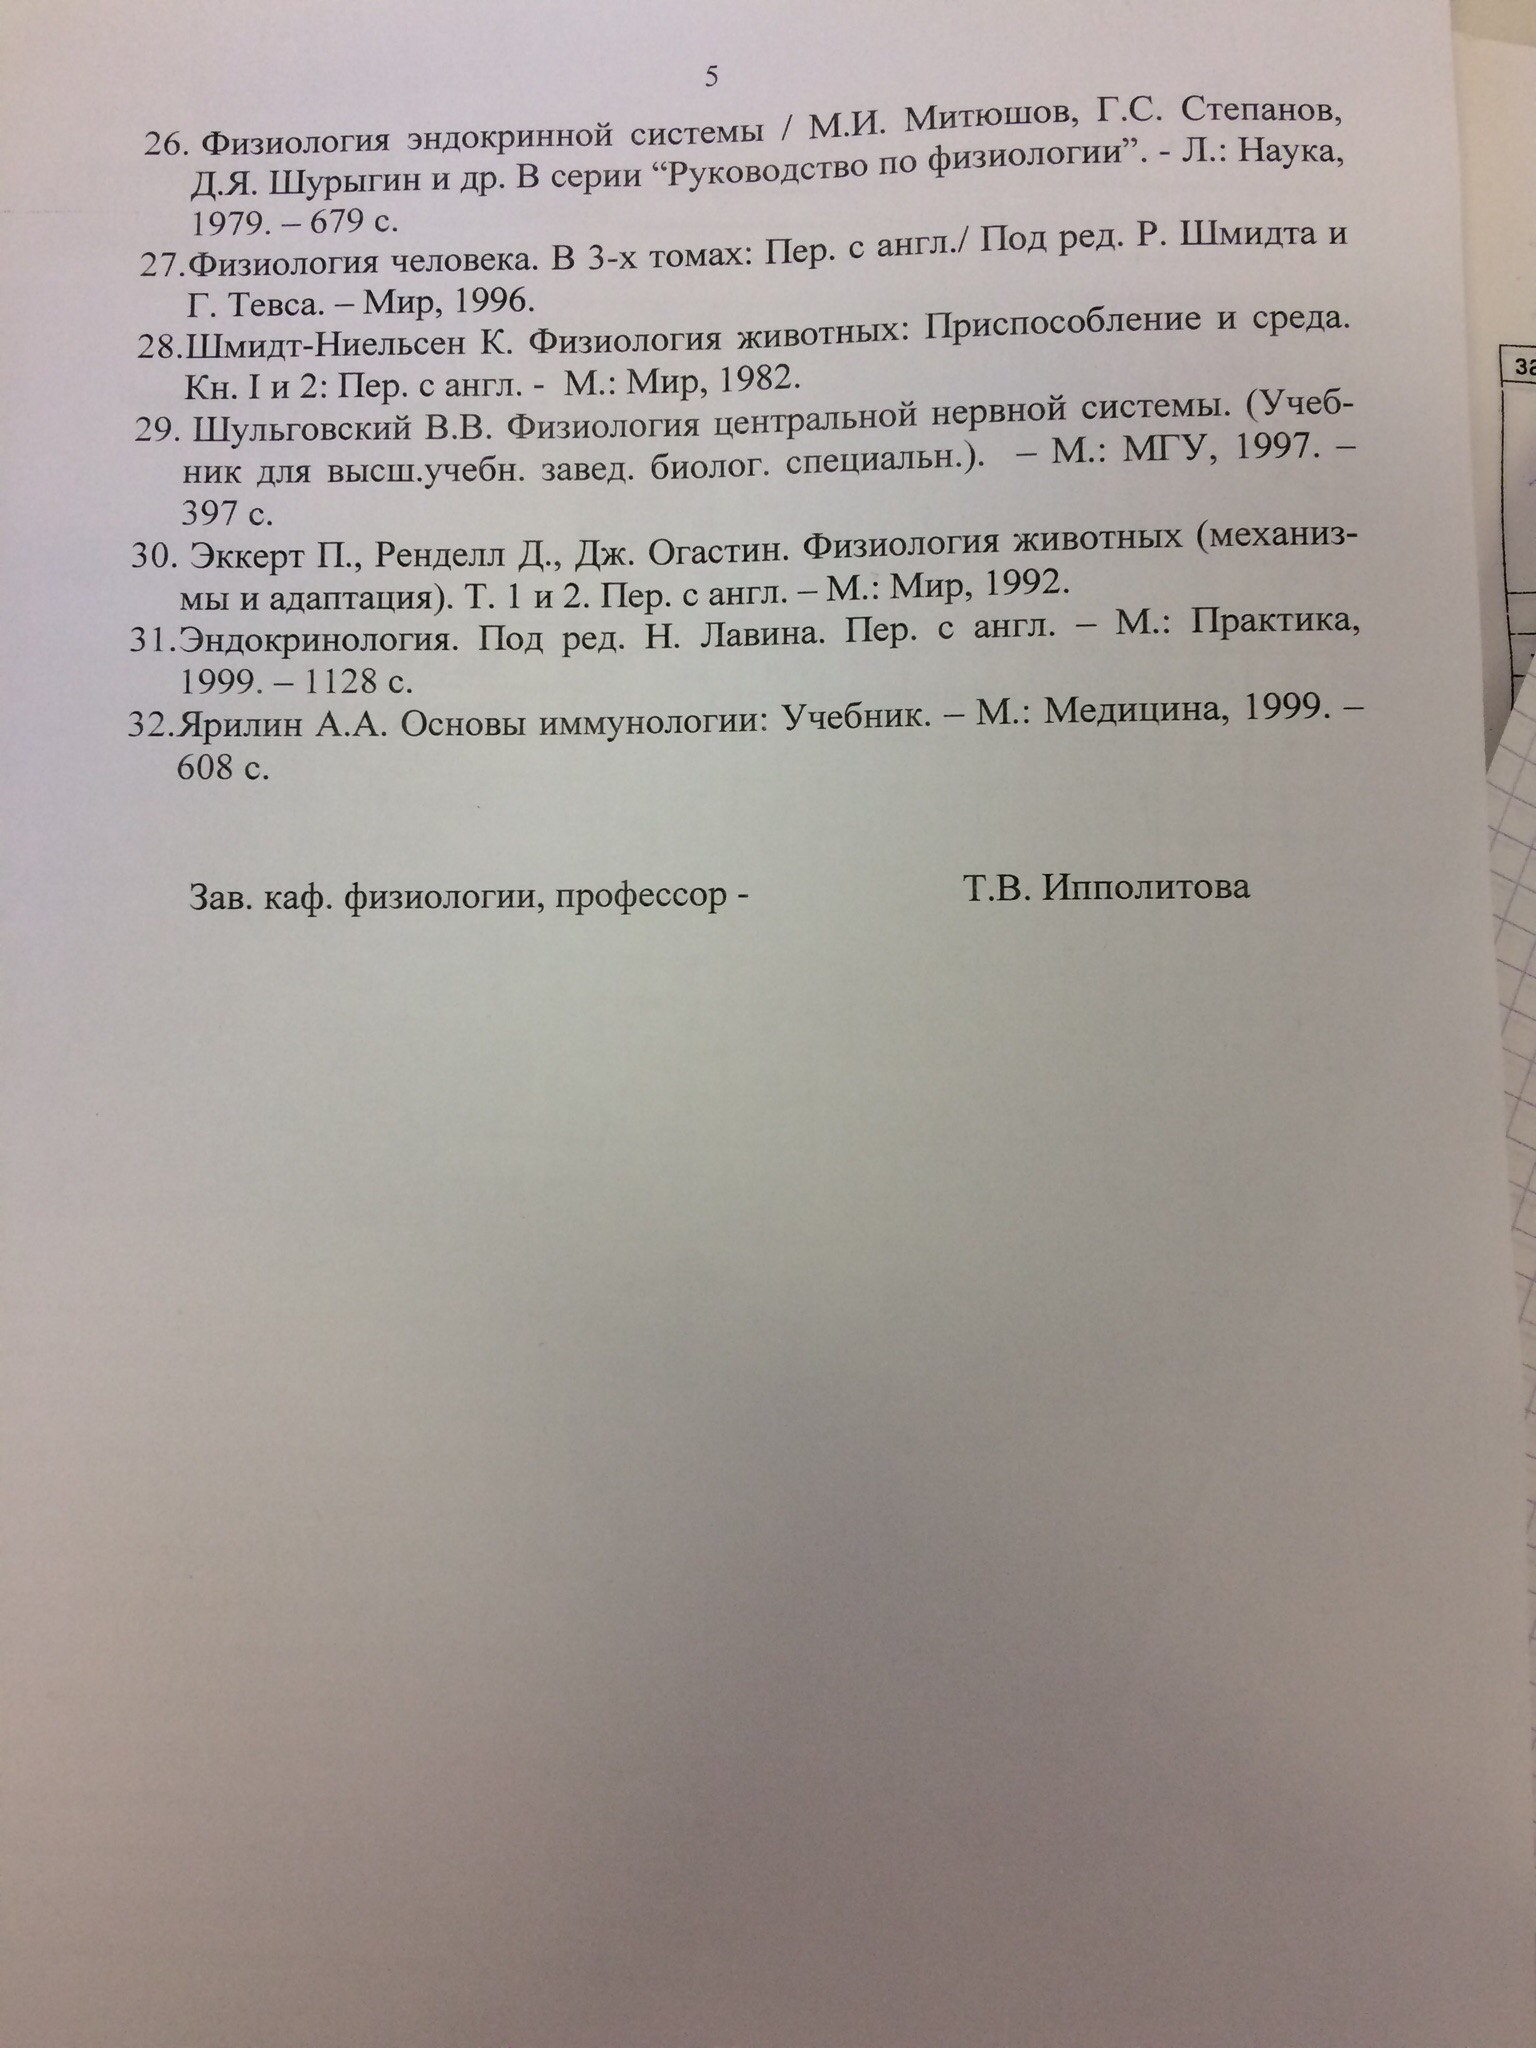 5
26. Физиология эндокринной системы / М.И. Митюшов, Г.С. Степанов,
Д.Я. Шурыгин и др. В серии “Руководство по физиологии”. - Л.: Наука,
1979. – 679 с.
27.Физиология человека. В 3-х томах: Пер. с англ./ Под ред. Р. Шмидта и
Г. Тевса. – Мир, 1996.
28.Шмидт-Ниельсен К. Физиология животных: Приспособление и среда.
Кн. I и 2: Пер. с англ. - М.: Мир, 1982.
29. Шульговский В.В. Физиология центральной нервной системы. (Учеб-
ник для высш.учебн. завед. биолог. специальн.). – М.: МГУ, 1997. –
397 с.
30. Эккерт П., Ренделл Д., Дж. Огастин. Физиология животных (механиз-
мы и адаптация). Т. 1 и 2. Пер. с англ. – М.: Мир, 1992.
31.Эндокринология. Под ред. Н. Лавина. Пер. с англ. – М.: Практика,
1999. – 1128 с.
32.Ярилин А.А. Основы иммунологии: Учебник. – М.: Медицина, 1999. –
608 с.
Зав. каф. физиологии, профессор - Т.В. Ипполитова